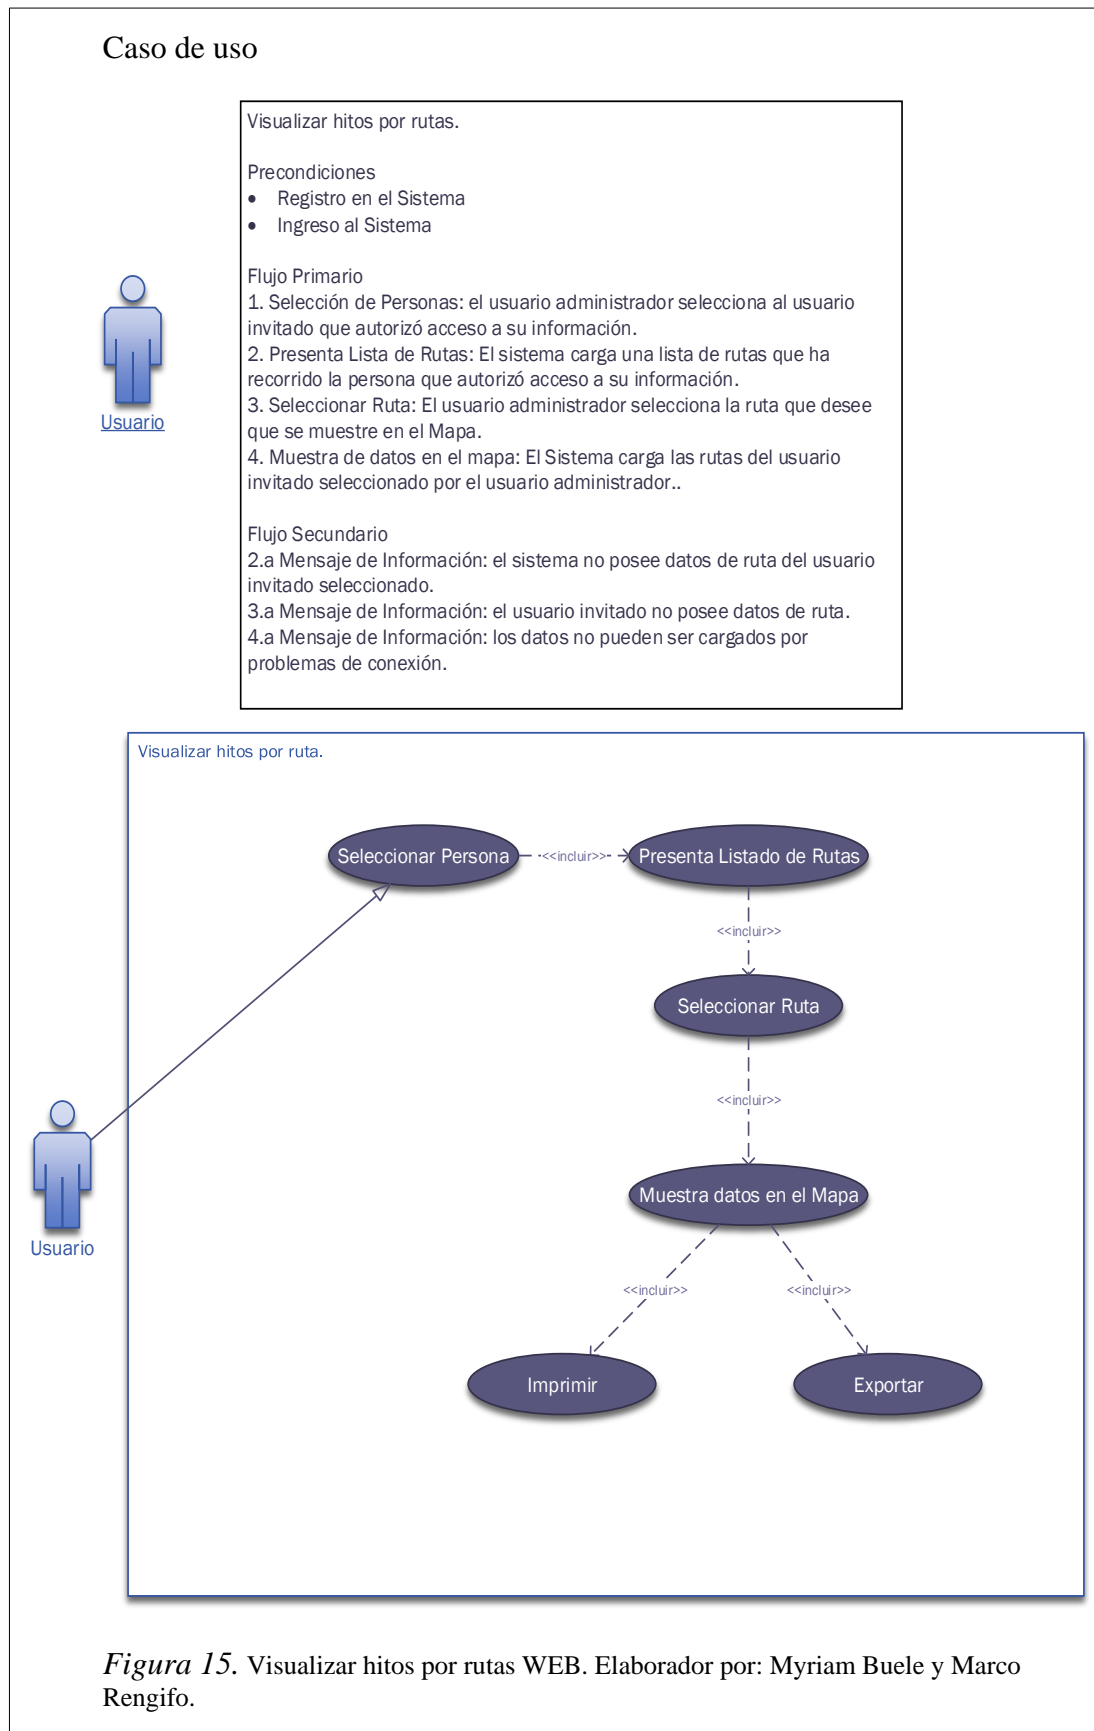 Caso de uso
Visualizar hitos por rutas.
Precondiciones
• Registro en el Sistema
• Ingreso al Sistema
Flujo Primario
1. Selección de Personas: el usuario administrador selecciona al usuario
invitado que autorizó acceso a su información.
2. Presenta Lista de Rutas: El sistema carga una lista de rutas que ha
recorrido la persona que autorizó acceso a su información.
3. Seleccionar Ruta: El usuario administrador selecciona la ruta que desee
que se muestre en el Mapa.
4. Muestra de datos en el mapa: El Sistema carga las rutas del usuario
invitado seleccionado por el usuario administrador..
Flujo Secundario
2.a Mensaje de Información: el sistema no posee datos de ruta del usuario
invitado seleccionado.
3.a Mensaje de Información: el usuario invitado no posee datos de ruta.
4.a Mensaje de Información: los datos no pueden ser cargados por
problemas de conexión.
Usuario
Visualizar hitos por ruta.
Seleccionar Persona
<<incluir>>
Presenta Listado de Rutas
<<incluir>>
Seleccionar Ruta
<<incluir>>
Muestra datos en el Mapa
Usuario
<<incluir>>
<<incluir>>
Imprimir
Exportar
Figura 15. Visualizar hitos por rutas WEB. Elaborador por: Myriam Buele y Marco
Rengifo.